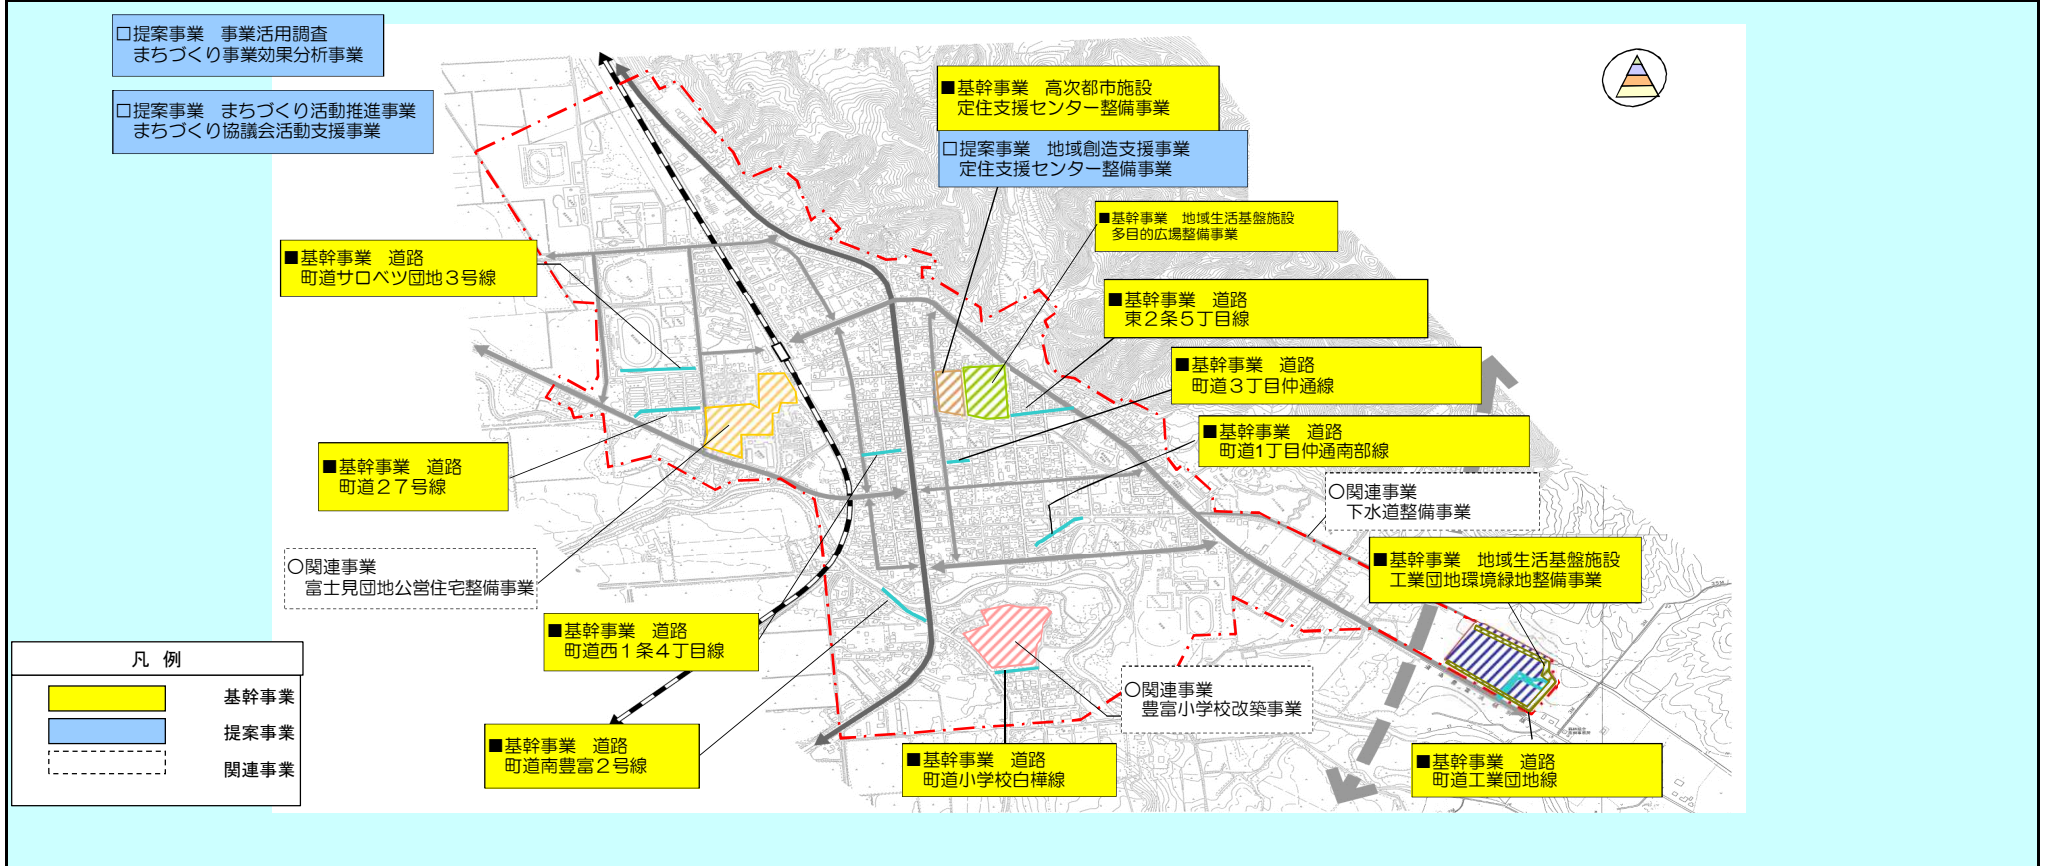 □提案事業　事業活用調査
まちづくり事業効果分析事業
□提案事業　まちづくり活動推進事業
まちづくり協議会活動支援事業
■基幹事業　高次都市施設
定住支援センター整備事業
□提案事業　地域創造支援事業
定住支援センター整備事業
■基幹事業　地域生活基盤施設
多目的広場整備事業
■基幹事業　道路
町道サロベツ団地３号線
■基幹事業　道路
東２条５丁目線
■基幹事業　道路
町道３丁目仲通線
■基幹事業　道路
町道1丁目仲通南部線
■基幹事業　道路
町道２７号線
○関連事業
下水道整備事業
■基幹事業　地域生活基盤施設
工業団地環境緑地整備事業
○関連事業
富士見団地公営住宅整備事業
■基幹事業　道路
町道西１条４丁目線
○関連事業
豊富小学校改築事業
■基幹事業　道路
町道南豊富２号線
■基幹事業　道路
町道小学校白樺線
■基幹事業　道路
町道工業団地線
凡 例
基幹事業
提案事業
関連事業